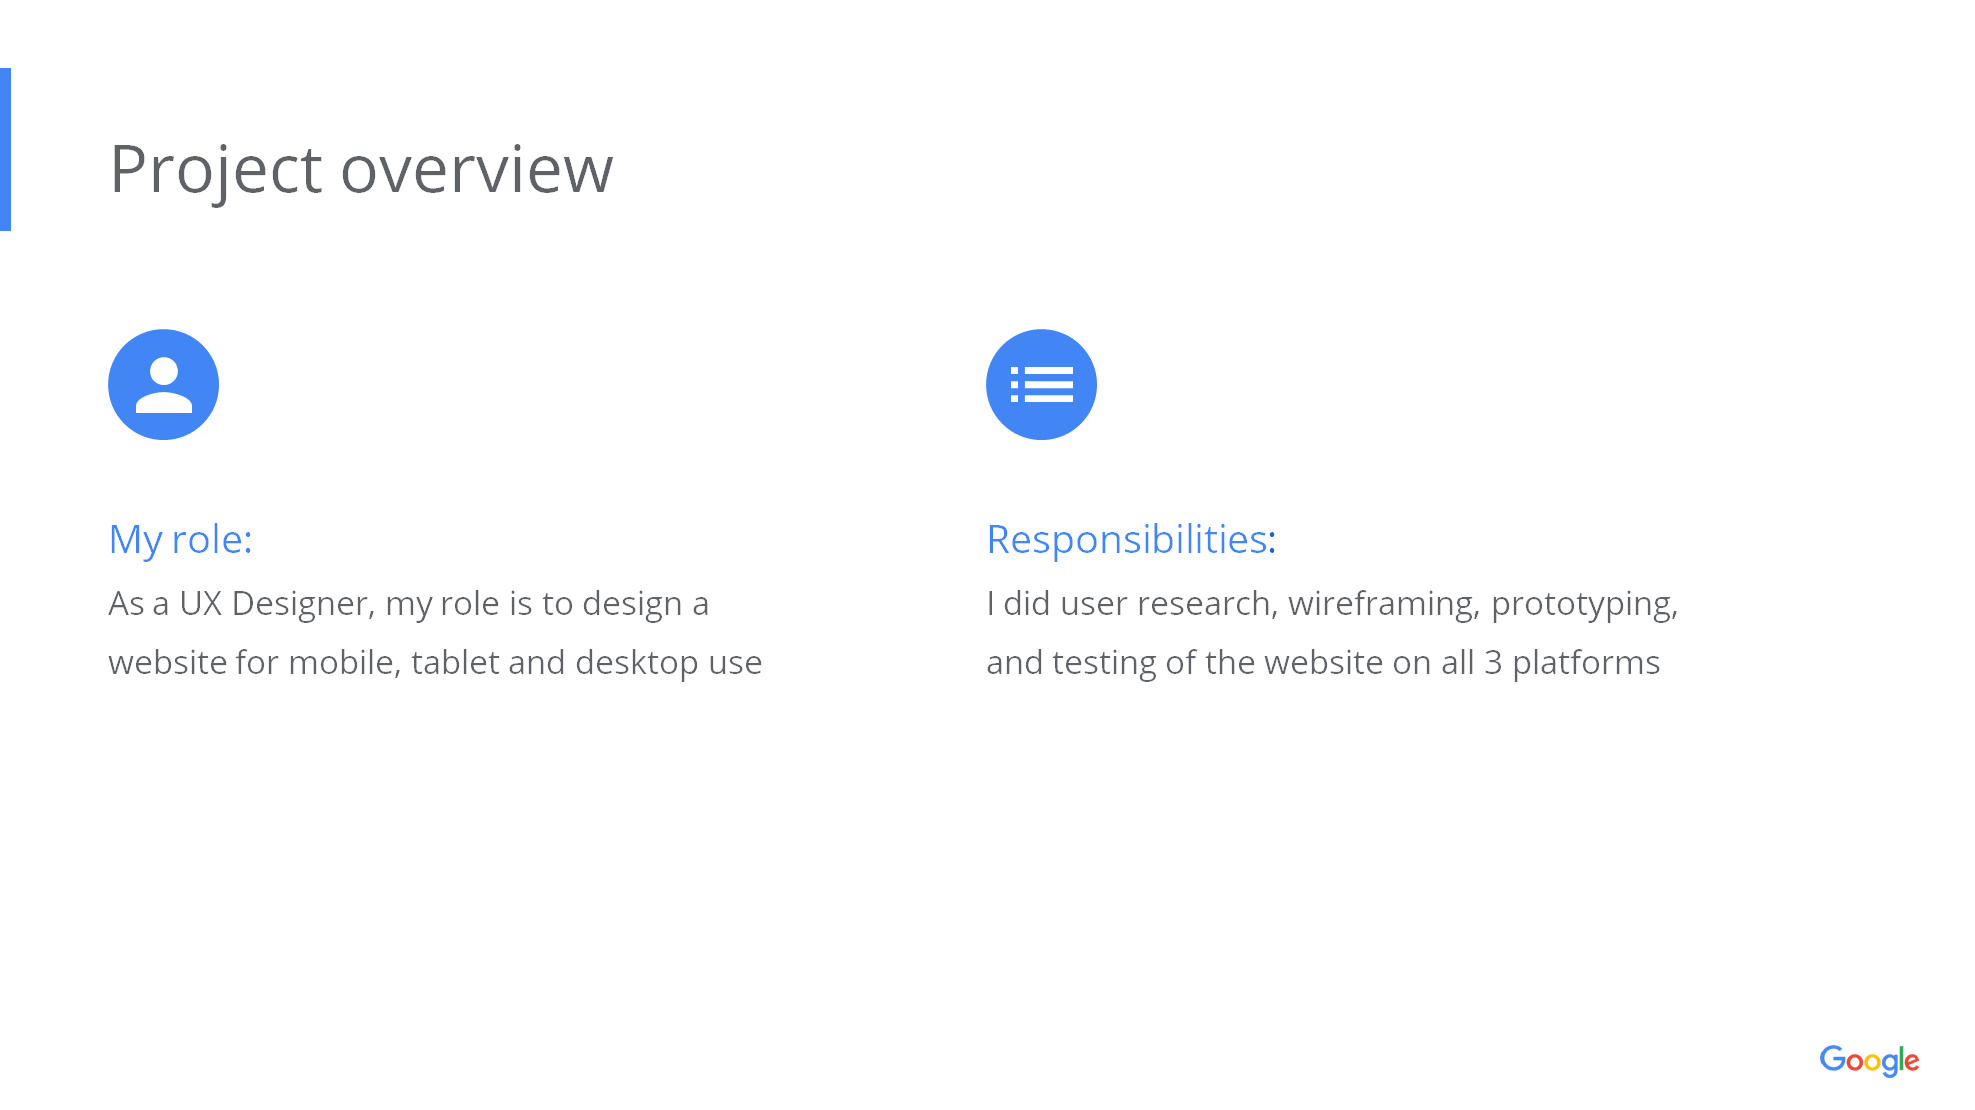 Project overview
My role:
As a UX Designer, my role is to design a
website for mobile, tablet and desktop use
Responsibilities:
I did user research, wireframing, prototyping,
and testing of the website on all 3 platforms
Google